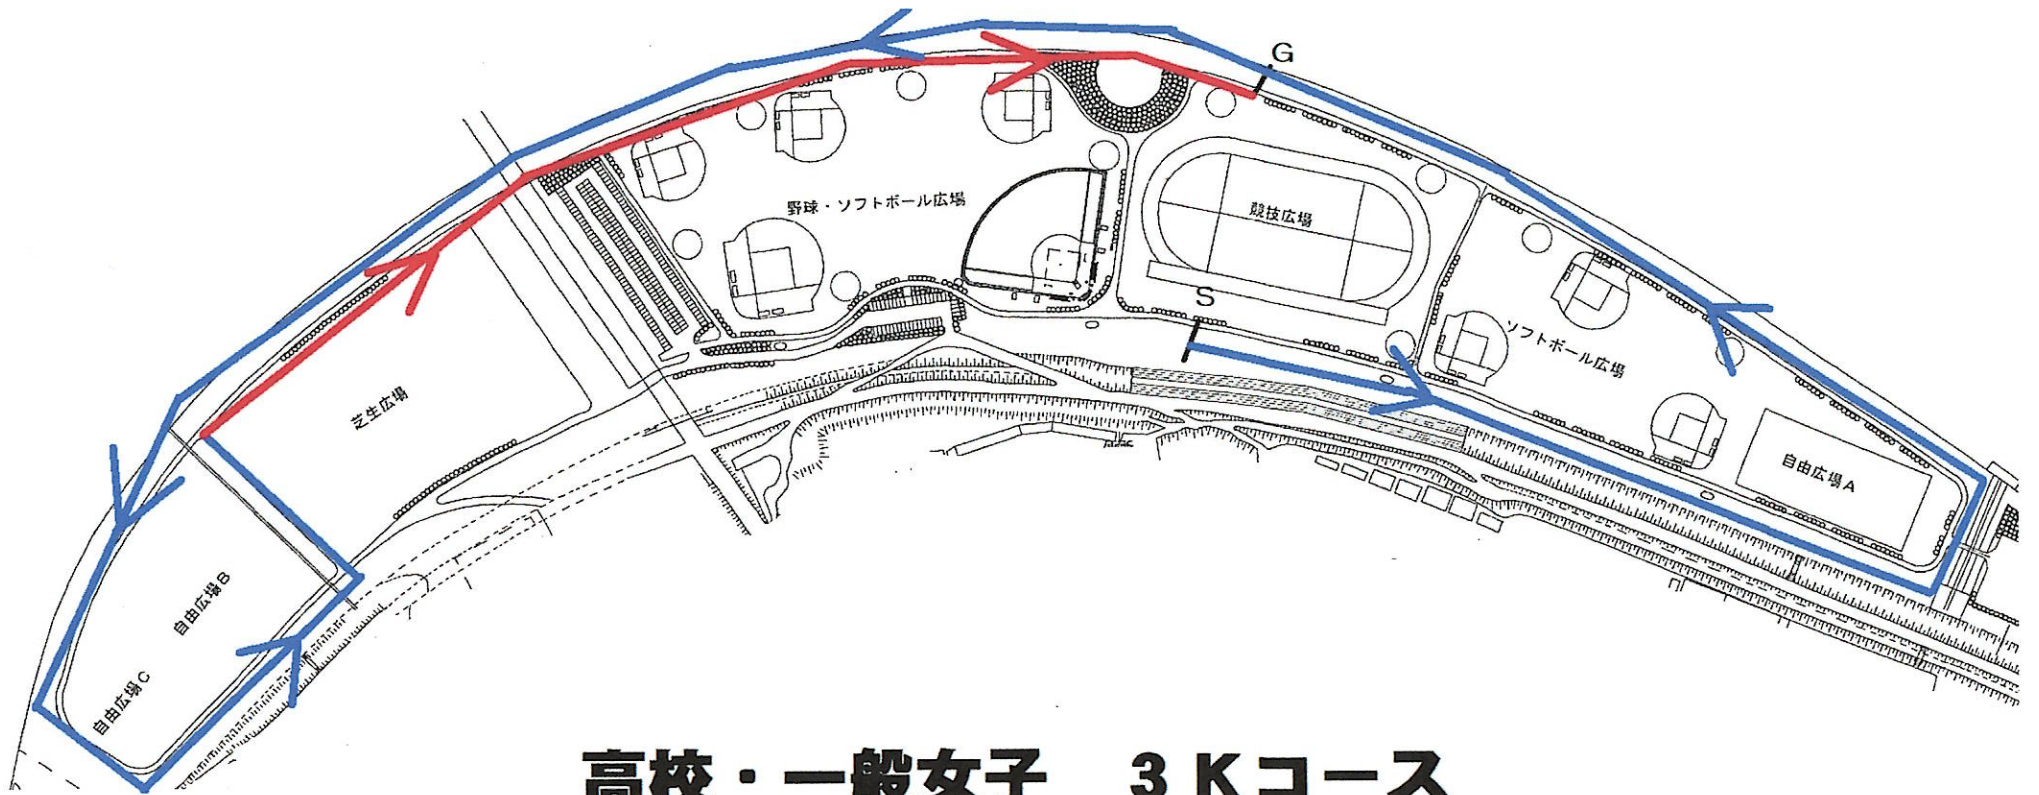 G
野球・ソフトボール広場
競技広場
S
ソフトボール広場
芝生広場
自由広場A
自由広場B
自由広場C
高校・一般女子 3Kコース